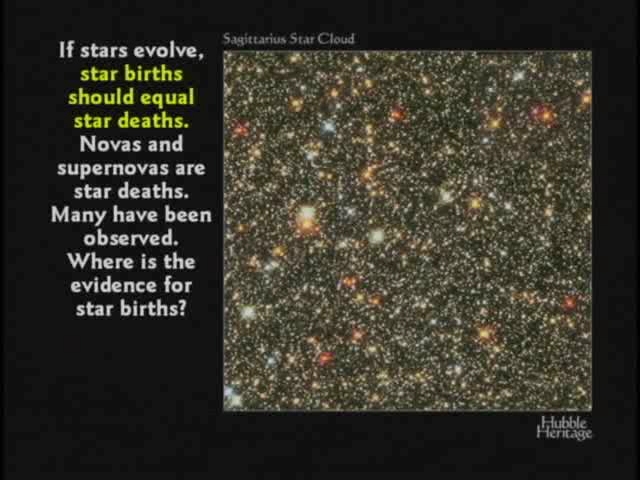 If stars evolve,
star births
should equal
star deaths.
Novas and
supernovas are
star deaths.
Many have been
observed.
Where is the
evidence for
star births?
Sagittarius Star Cloud
Hubble
Heritage